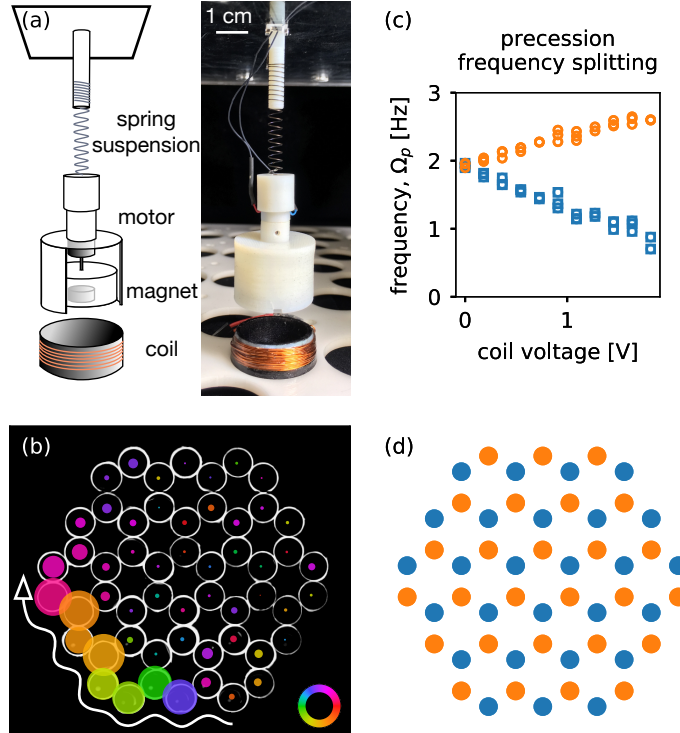 (a)
1 cm
spring
suspension
motor
magnet
coil
(c)
precession
frequency splitting
frequency, Ωp [Hz]
3
2
1
0
0
1
coil voltage [V]
(b)
(d)